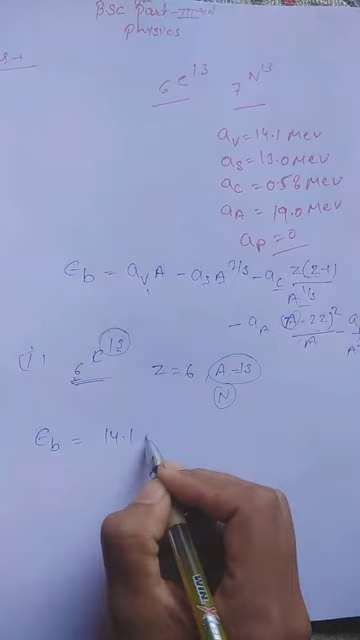 BSC Part-III
Physics
6C13 7N13
av=14.1 MeV
as=13.0 MeV
ac=0.58 MeV
aA=19.0 MeV
ap=0
Eb = avA - asA2/3 - ac Z(Z-1)/A1/3
- aA (A-2Z)2/A - a
(i) 6C13 Z=6, A-13
N
Eb = 14.1
WIN